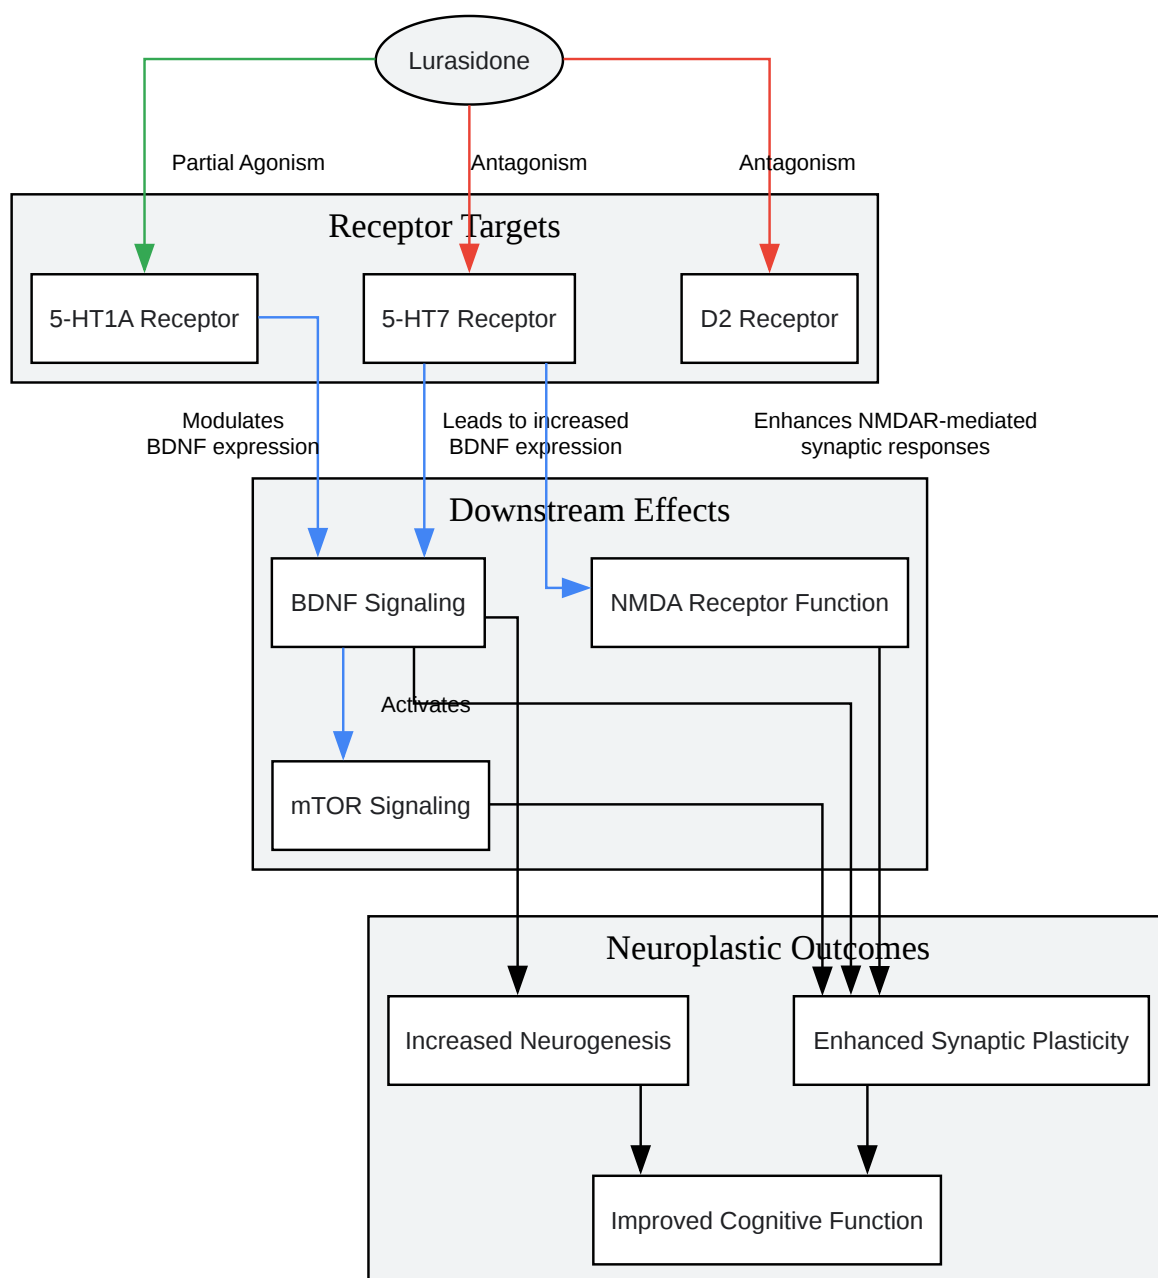 Lurasidone
Partial Agonism
Antagonism
Antagonism
Receptor Targets
5-HT1A Receptor
5-HT7 Receptor
D2 Receptor
Modulates
BDNF expression
Leads to increased
BDNF expression
Enhances NMDAR-mediated
synaptic responses
Downstream Effects
BDNF Signaling
NMDA Receptor Function
Activates
mTOR Signaling
Neuroplastic Outcomes
Increased Neurogenesis
Enhanced Synaptic Plasticity
Improved Cognitive Function